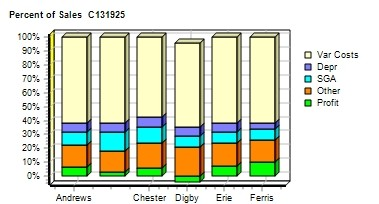 Percent of Sales C131925
100%
90%
80%
70%
60%
50%
40%
30%
20%
10%
0%
Var Costs
Depr
SGA
Other
Profit
Andrews Chester Digby Erie Ferris